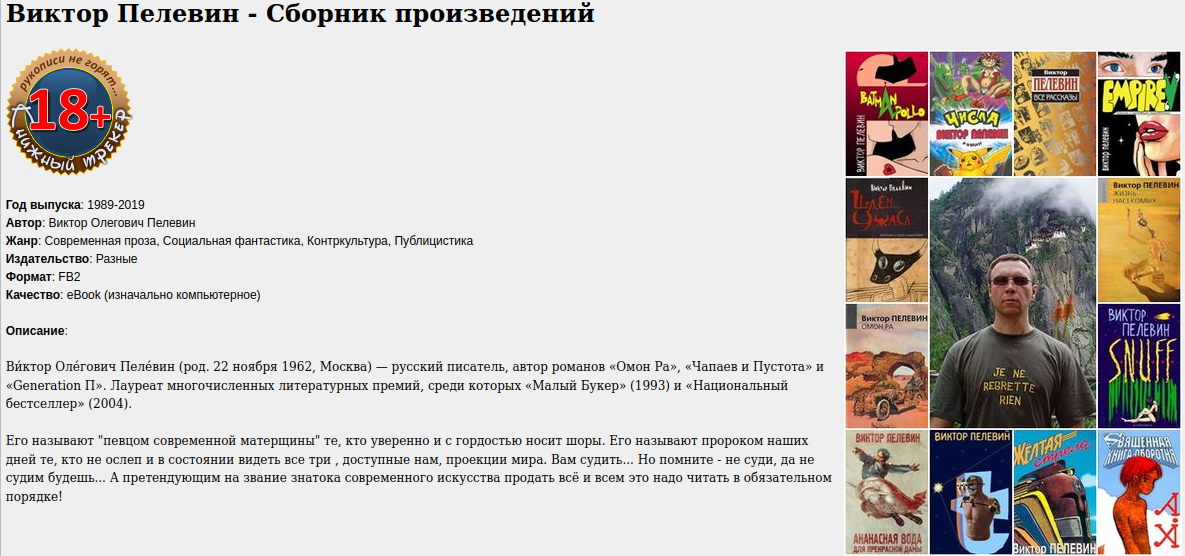 Виктор Пелевин - Сборник произведений
рукописи не горят...
18+
КНИЖНЫЙ ТРЕКЕР
Год выпуска: 1989-2019
Автор: Виктор Олегович Пелевин
Жанр: Современная проза, Социальная фантастика, Контркультура, Публицистика
Издательство: Разные
Формат: FB2
Качество: eBook (изначально компьютерное)
Описание:
Ви́ктор Оле́гович Пеле́вин (род. 22 ноября 1962, Москва) — русский писатель, автор романов «Омон Ра», «Чапаев и Пустота» и
«Generation П». Лауреат многочисленных литературных премий, среди которых «Малый Букер» (1993) и «Национальный
бестселлер» (2004).
Его называют "певцом современной матерщины" те, кто уверенно и с гордостью носит шоры. Его называют пророком наших
дней те, кто не ослеп и в состоянии видеть все три , доступные нам, проекции мира. Вам судить... Но помните - не суди, да не
судим будешь... А претендующим на звание знатока современного искусства продать всё и всем это надо читать в обязательном
порядке!
BATMAN
APOLLO
ВИКТОР ПЕЛЕВИН
ЧИСЛА
ВИКТОР ПЕЛЕВИН
роман
Виктор
ПЕЛЕВИН
ВСЕ РАССКАЗЫ
EMPIRE V
виктор пелевин
Виктор Пелевин
Шлем
Ужаса
Виктор ПЕЛЕВИН
ЖИЗНЬ
НАСЕКОМЫХ
Виктор ПЕЛЕВИН
ОМОН РА
JE NE
REGRETTE
RIEN
ВИКТОР
ПЕЛЕВИН
SNUFF
ВИКТОР ПЕЛЕВИН
АНАНАСНАЯ ВОДА
ДЛЯ ПРЕКРАСНОЙ ДАМЫ
ВИКТОР ПЕЛЕВИН
t
ЖЁЛТАЯ
стрела
Виктор ПЕЛЕВИН
СВЯЩЕННАЯ
КНИГА ОБОРОТНЯ